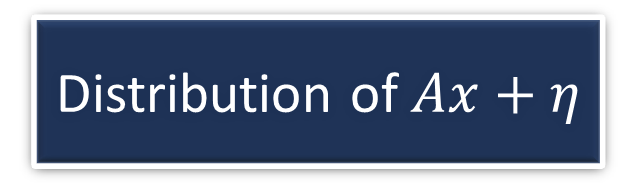 Distribution of 𝐴𝑥 + 𝜂